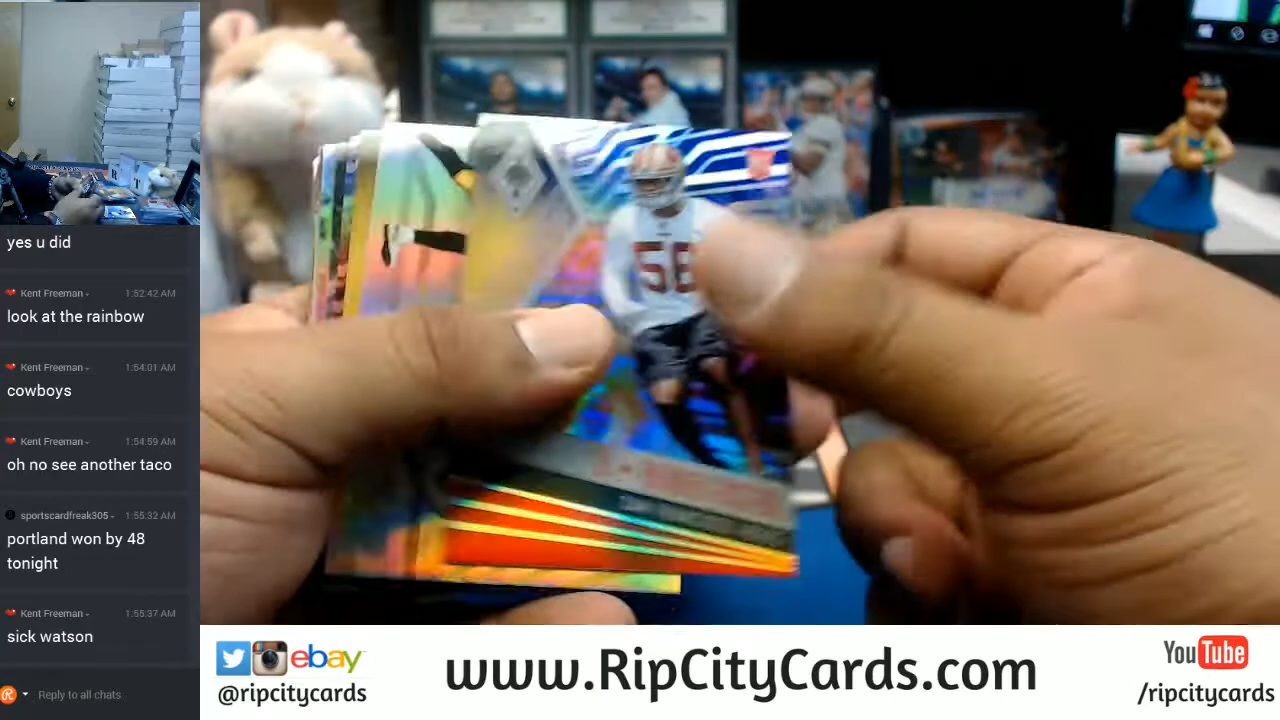 yes u did
Kent Freeman 1:52:42 AM
look at the rainbow
Kent Freeman 1:54:01 AM
cowboys
Kent Freeman 1:54:59 AM
oh no see another taco
sportscardfreak305 1:55:32 AM
portland won by 48
tonight
Kent Freeman 1:55:37 AM
sick watson
Reply to all chats
ebay
@ripcitycards
www.RipCityCards.com
YouTube
/ripcitycards